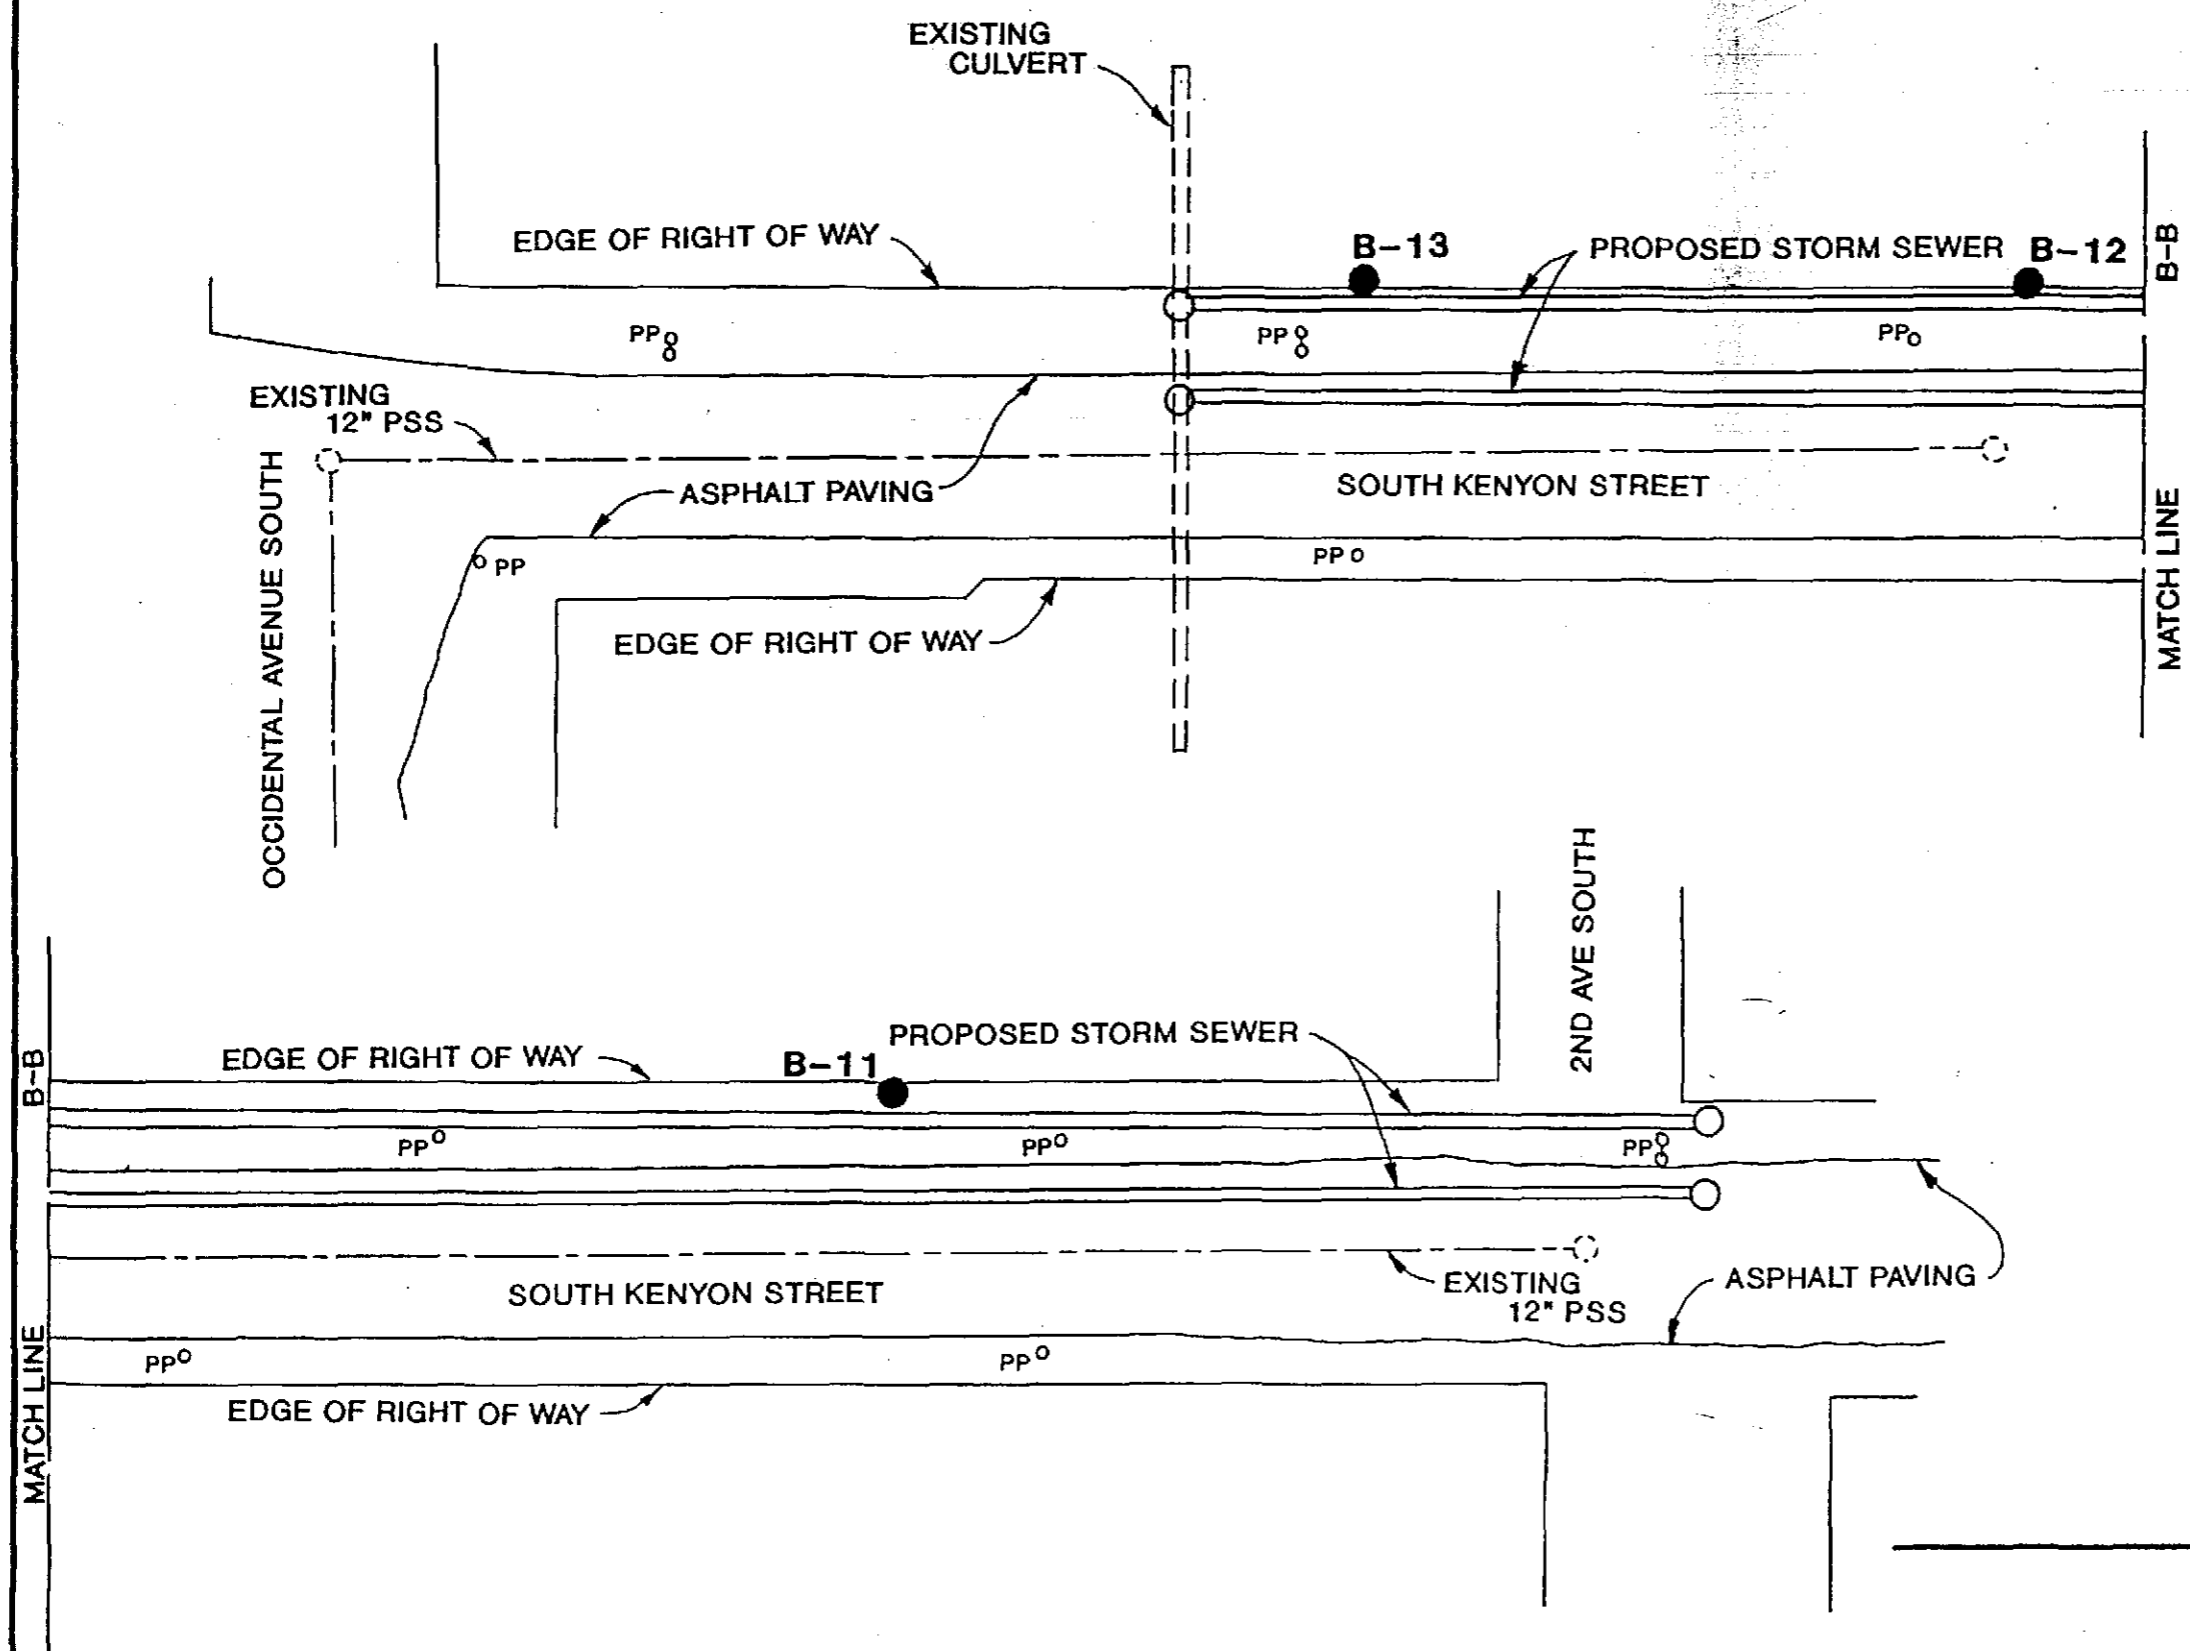 EXISTING
CULVERT
EDGE OF RIGHT OF WAY
B-13
PROPOSED STORM SEWER
B-12
B-B
PP
PP
PP
EXISTING
12" PSS
ASPHALT PAVING
SOUTH KENYON STREET
OCCIDENTAL AVENUE SOUTH
MATCH LINE
PP
PP
EDGE OF RIGHT OF WAY
2ND AVE SOUTH
PROPOSED STORM SEWER
EDGE OF RIGHT OF WAY
B-11
B-B
PP
PP
PP
EXISTING
12" PSS
ASPHALT PAVING
SOUTH KENYON STREET
MATCH LINE
PP
PP
EDGE OF RIGHT OF WAY